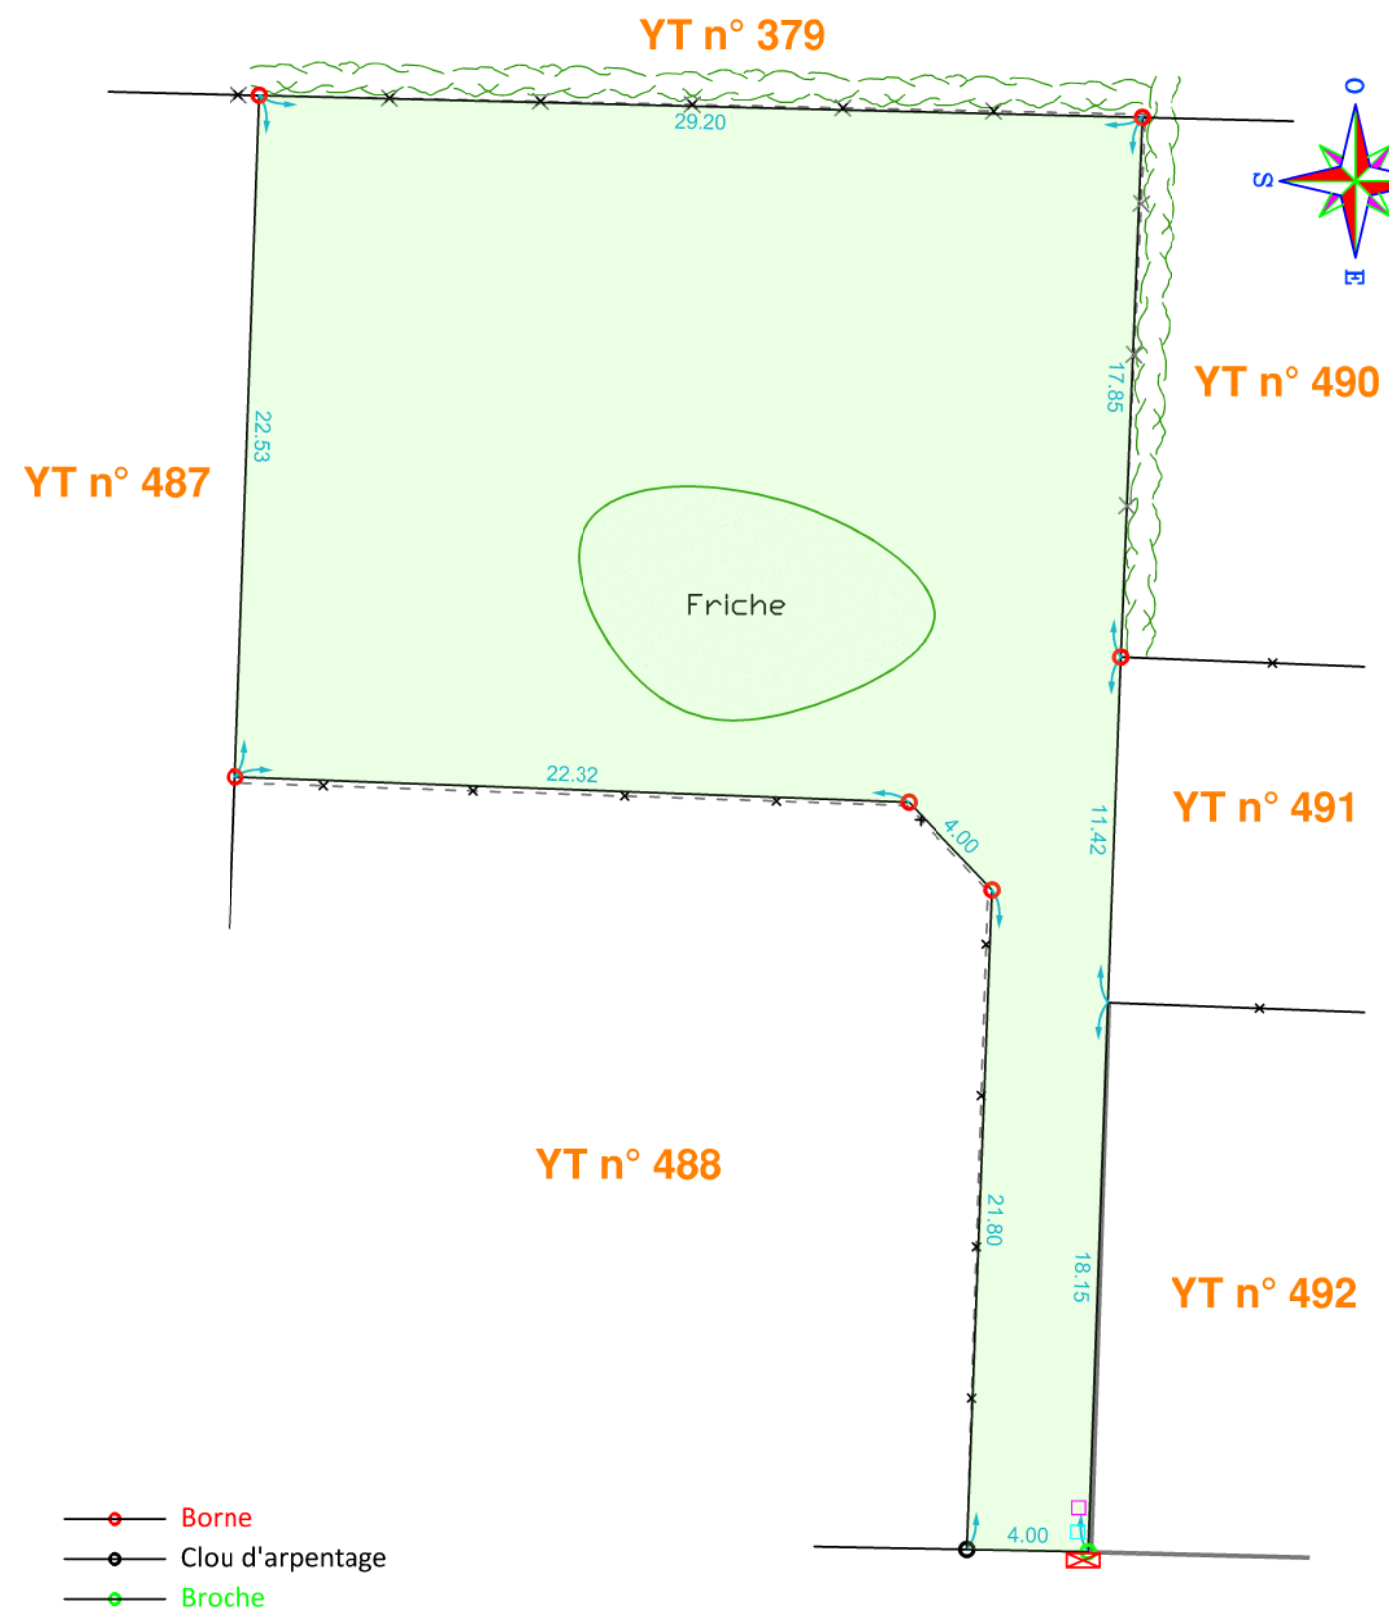 YT n° 379
O
29.20
S
E
17.85
YT n° 490
22.53
YT n° 487
Friche
22.32
4.00
11.42
YT n° 491
YT n° 488
21.80
18.15
YT n° 492
4.00
Borne
Clou d'arpentage
Broche